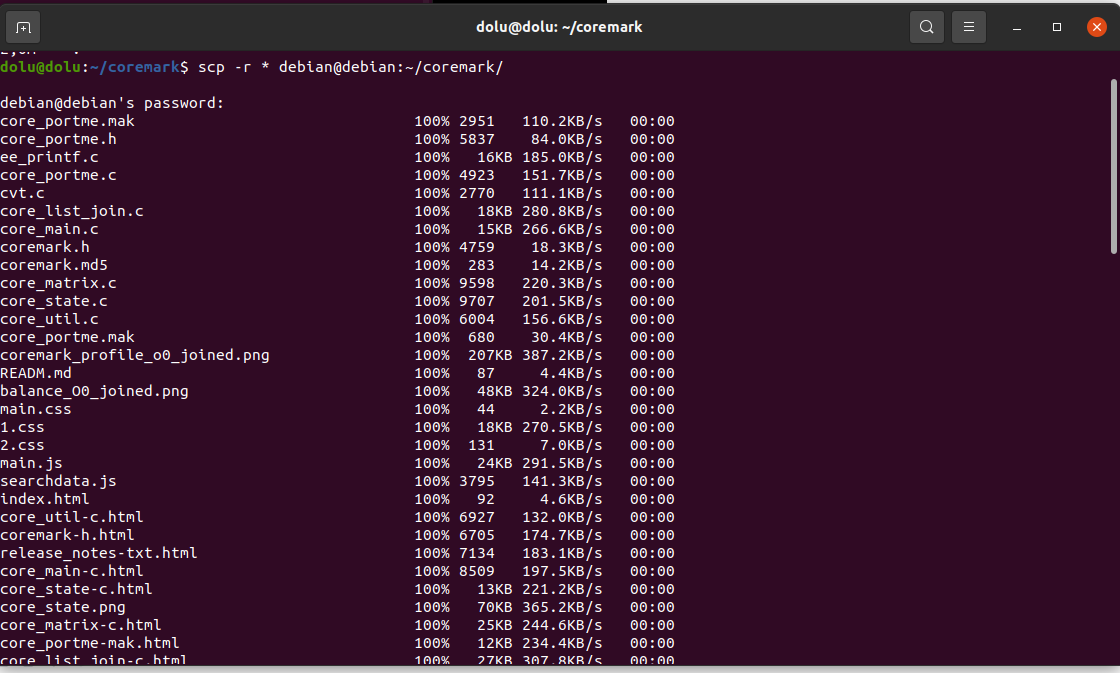 dolu@dolu: ~/coremark
dolu@dolu:~/coremark$ scp -r * debian@debian:~/coremark/
debian@debian's password:
core_portme.mak 100% 2951 110.2KB/s 00:00
core_portme.h 100% 5837 84.0KB/s 00:00
ee_printf.c 100% 16KB 185.0KB/s 00:00
core_portme.c 100% 4923 151.7KB/s 00:00
cvt.c 100% 2770 111.1KB/s 00:00
core_list_join.c 100% 18KB 280.8KB/s 00:00
core_main.c 100% 15KB 266.6KB/s 00:00
coremark.h 100% 4759 18.3KB/s 00:00
coremark.md5 100% 283 14.2KB/s 00:00
core_matrix.c 100% 9598 220.3KB/s 00:00
core_state.c 100% 9707 201.5KB/s 00:00
core_util.c 100% 6004 156.6KB/s 00:00
core_portme.mak 100% 680 30.4KB/s 00:00
coremark_profile_o0_joined.png 100% 207KB 387.2KB/s 00:00
READM.md 100% 87 4.4KB/s 00:00
balance_O0_joined.png 100% 48KB 324.0KB/s 00:00
main.css 100% 44 2.2KB/s 00:00
1.css 100% 18KB 270.5KB/s 00:00
2.css 100% 131 7.0KB/s 00:00
main.js 100% 24KB 291.5KB/s 00:00
searchdata.js 100% 3795 141.3KB/s 00:00
index.html 100% 92 4.6KB/s 00:00
core_util-c.html 100% 6927 132.0KB/s 00:00
coremark-h.html 100% 6705 174.7KB/s 00:00
release_notes-txt.html 100% 7134 183.1KB/s 00:00
core_main-c.html 100% 8509 197.5KB/s 00:00
core_state-c.html 100% 13KB 221.2KB/s 00:00
core_state.png 100% 70KB 365.2KB/s 00:00
core_matrix-c.html 100% 25KB 244.6KB/s 00:00
core_portme-mak.html 100% 12KB 234.4KB/s 00:00
core_list_join-c.html 100% 27KB 307.8KB/s 00:00